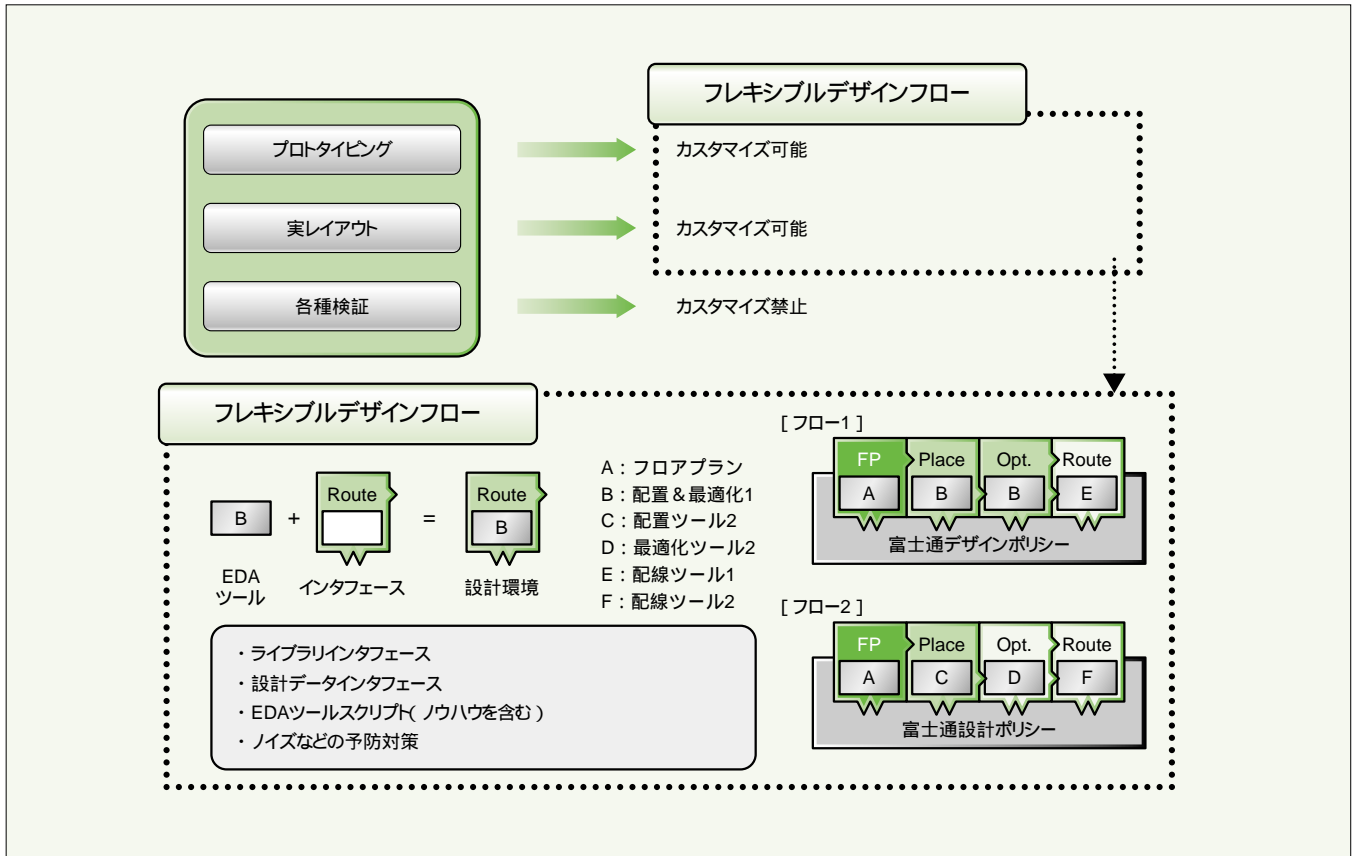 フレキシブルデザインフロー
プロトタイピング
カスタマイズ可能
実レイアウト
カスタマイズ可能
各種検証
カスタマイズ禁止
フレキシブルデザインフロー
B
+
Route
=
Route
B
EDA
ツール
インタフェース
設計環境
A：フロアプラン
B：配置＆最適化1
C：配置ツール2
D：最適化ツール2
E：配線ツール1
F：配線ツール2
・ライブラリインタフェース
・設計データインタフェース
・EDAツールスクリプト（ノウハウを含む）
・ノイズなどの予防対策
［フロー1］
FP Place Opt. Route
A B B E
富士通デザインポリシー
［フロー2］
FP Place Opt. Route
A C D F
富士通設計ポリシー